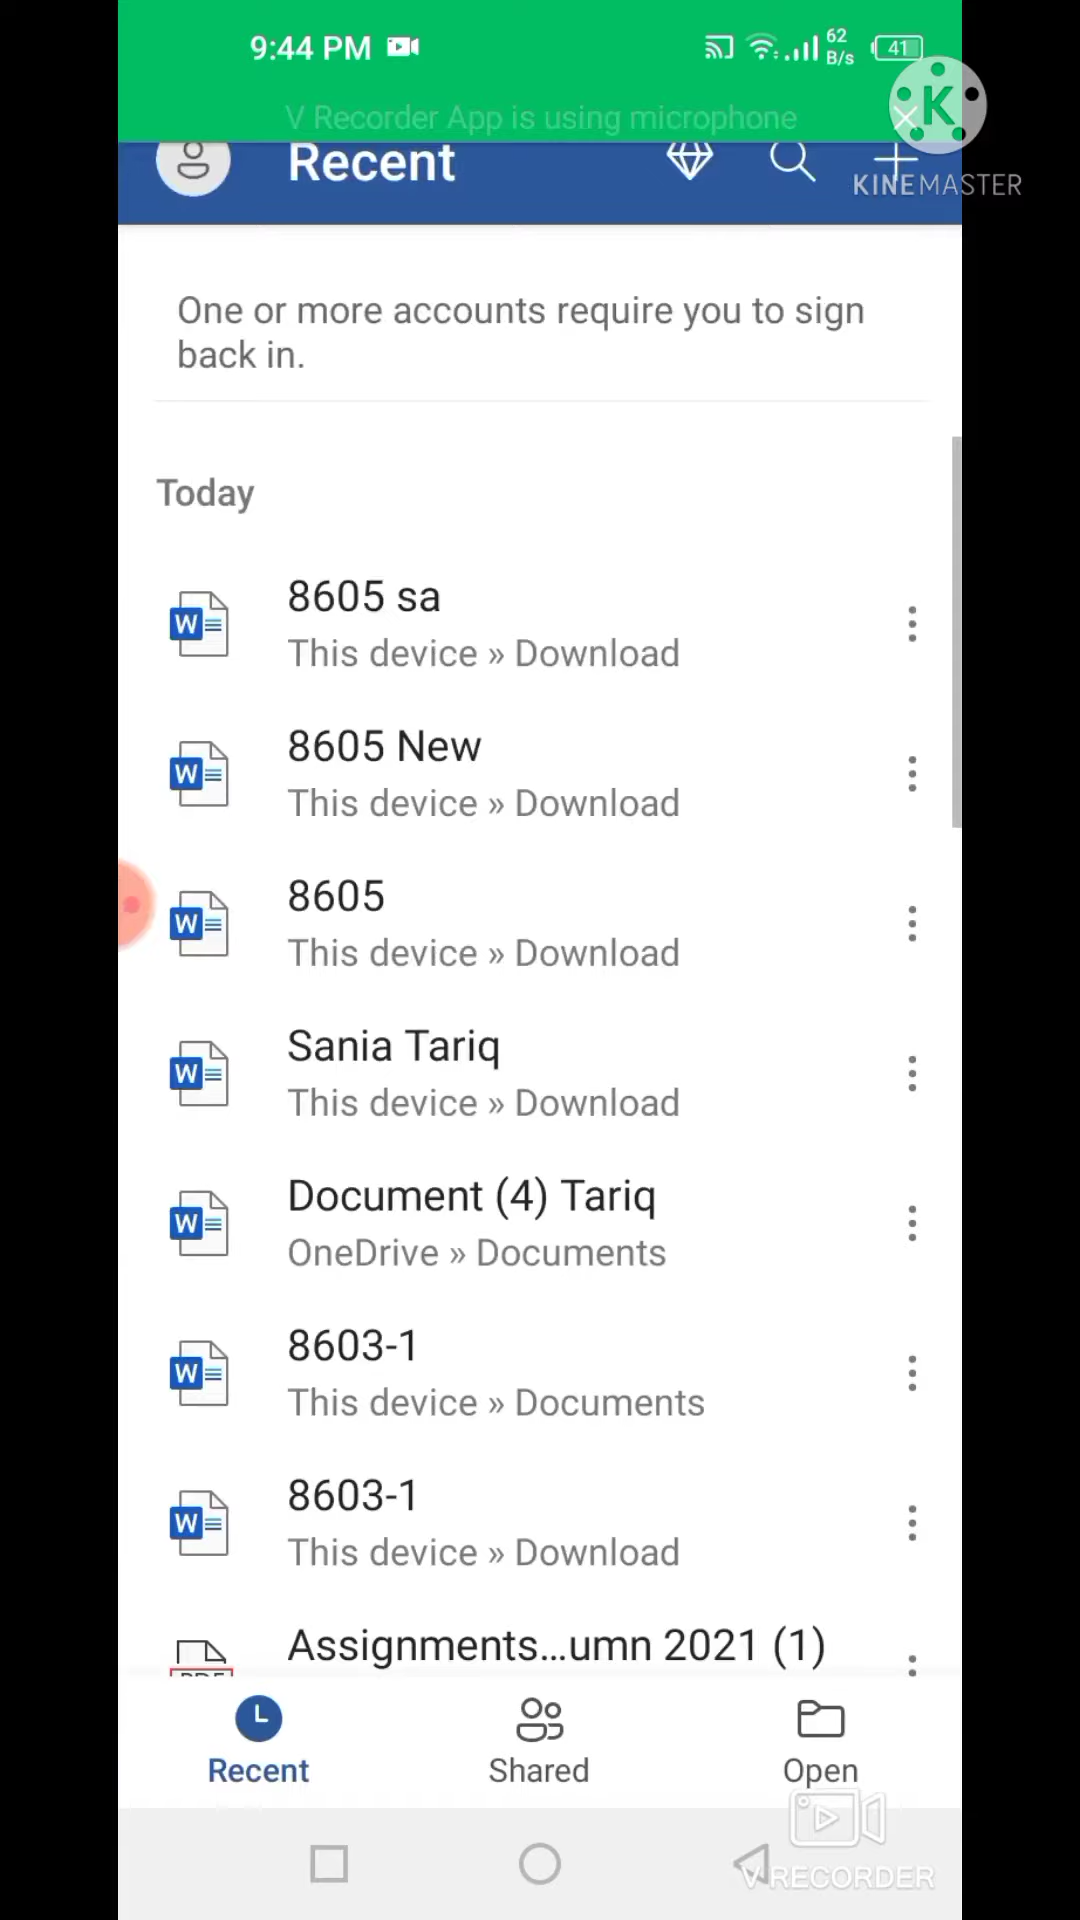 9:44 PM
62
B/s
41
V Recorder App is using microphone
K
KINEMASTER
Recent
One or more accounts require you to sign
back in.
Today
8605 sa
This device » Download
8605 New
This device » Download
8605
This device » Download
Sania Tariq
This device » Download
Document (4) Tariq
OneDrive » Documents
8603-1
This device » Documents
8603-1
This device » Download
Assignments...umn 2021 (1)
PDF
Recent
Shared
Open
V RECORDER